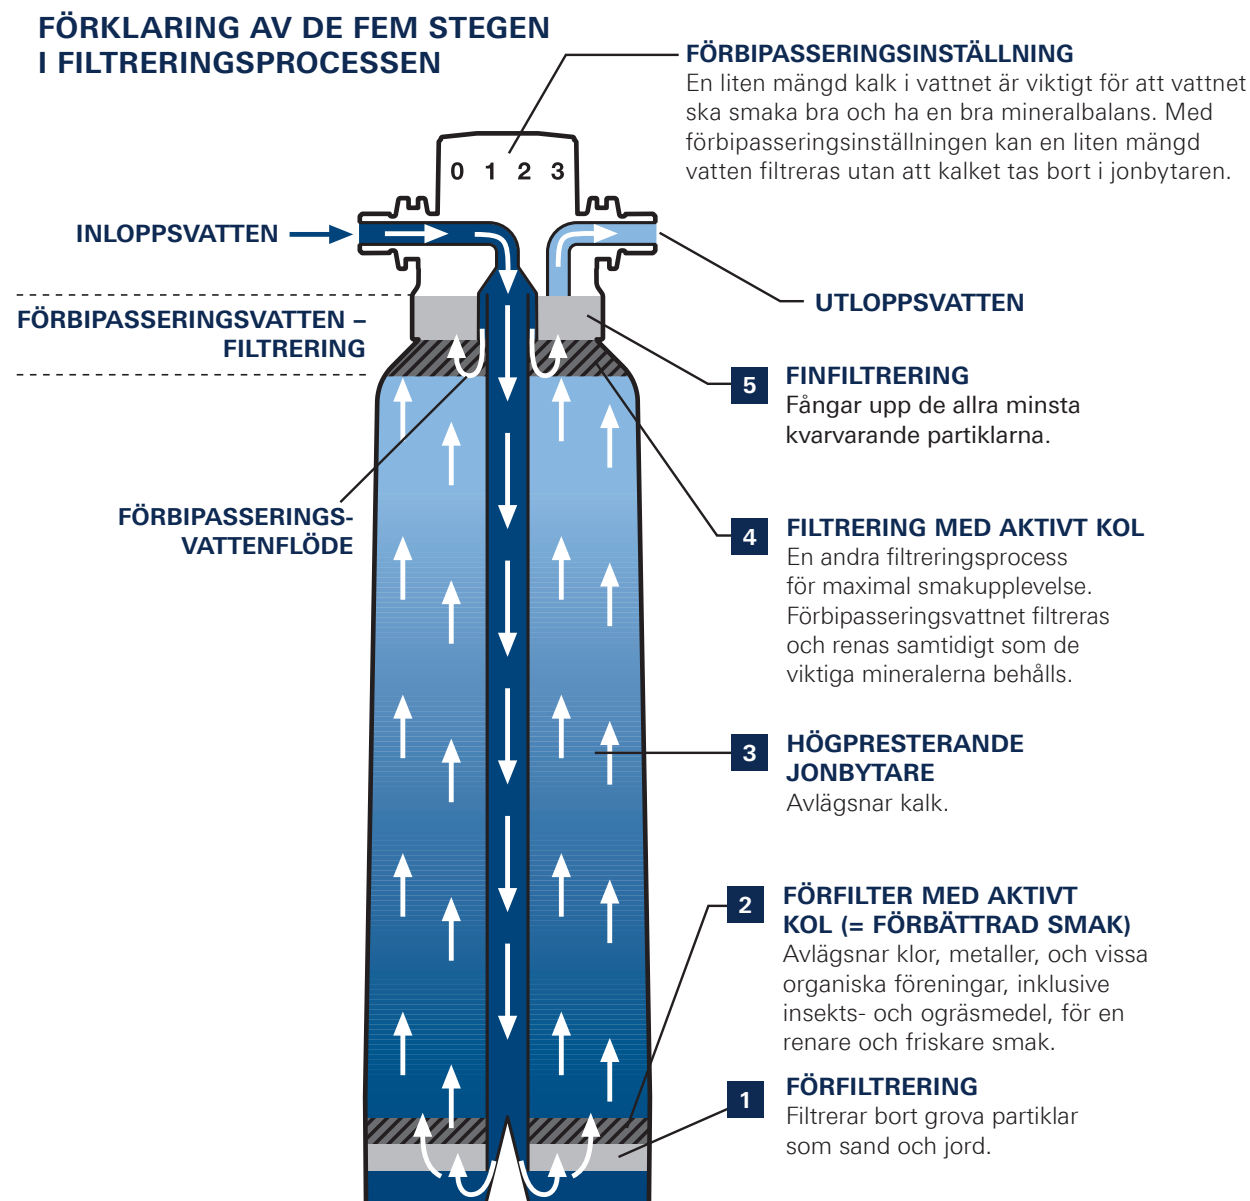 FÖRKLARING AV DE FEM STEGEN
I FILTRERINGSPROCESSEN
FÖRBIPASSERINGSINSTÄLLNING
En liten mängd kalk i vattnet är viktigt för att vattnet
ska smaka bra och ha en bra mineralbalans. Med
förbipasseringsinställningen kan en liten mängd
vatten filtreras utan att kalket tas bort i jonbytaren.
0 1 2 3
INLOPPSVATTEN
UTLOPPSVATTEN
FÖRBIPASSERINGSVATTEN –
FILTRERING
5
FINFILTRERING
Fångar upp de allra minsta
kvarvarande partiklarna.
FÖRBIPASSERINGS-
VATTENFLÖDE
4
FILTRERING MED AKTIVT KOL
En andra filtreringsprocess
för maximal smakupplevelse.
Förbipasseringsvattnet filtreras
och renas samtidigt som de
viktiga mineralerna behålls.
3
HÖGPRESTERANDE
JONBYTARE
Avlägsnar kalk.
2
FÖRFILTER MED AKTIVT
KOL (= FÖRBÄTTRAD SMAK)
Avlägsnar klor, metaller, och vissa
organiska föreningar, inklusive
insekts- och ogräsmedel, för en
renare och friskare smak.
1
FÖRFILTRERING
Filtrerar bort grova partiklar
som sand och jord.